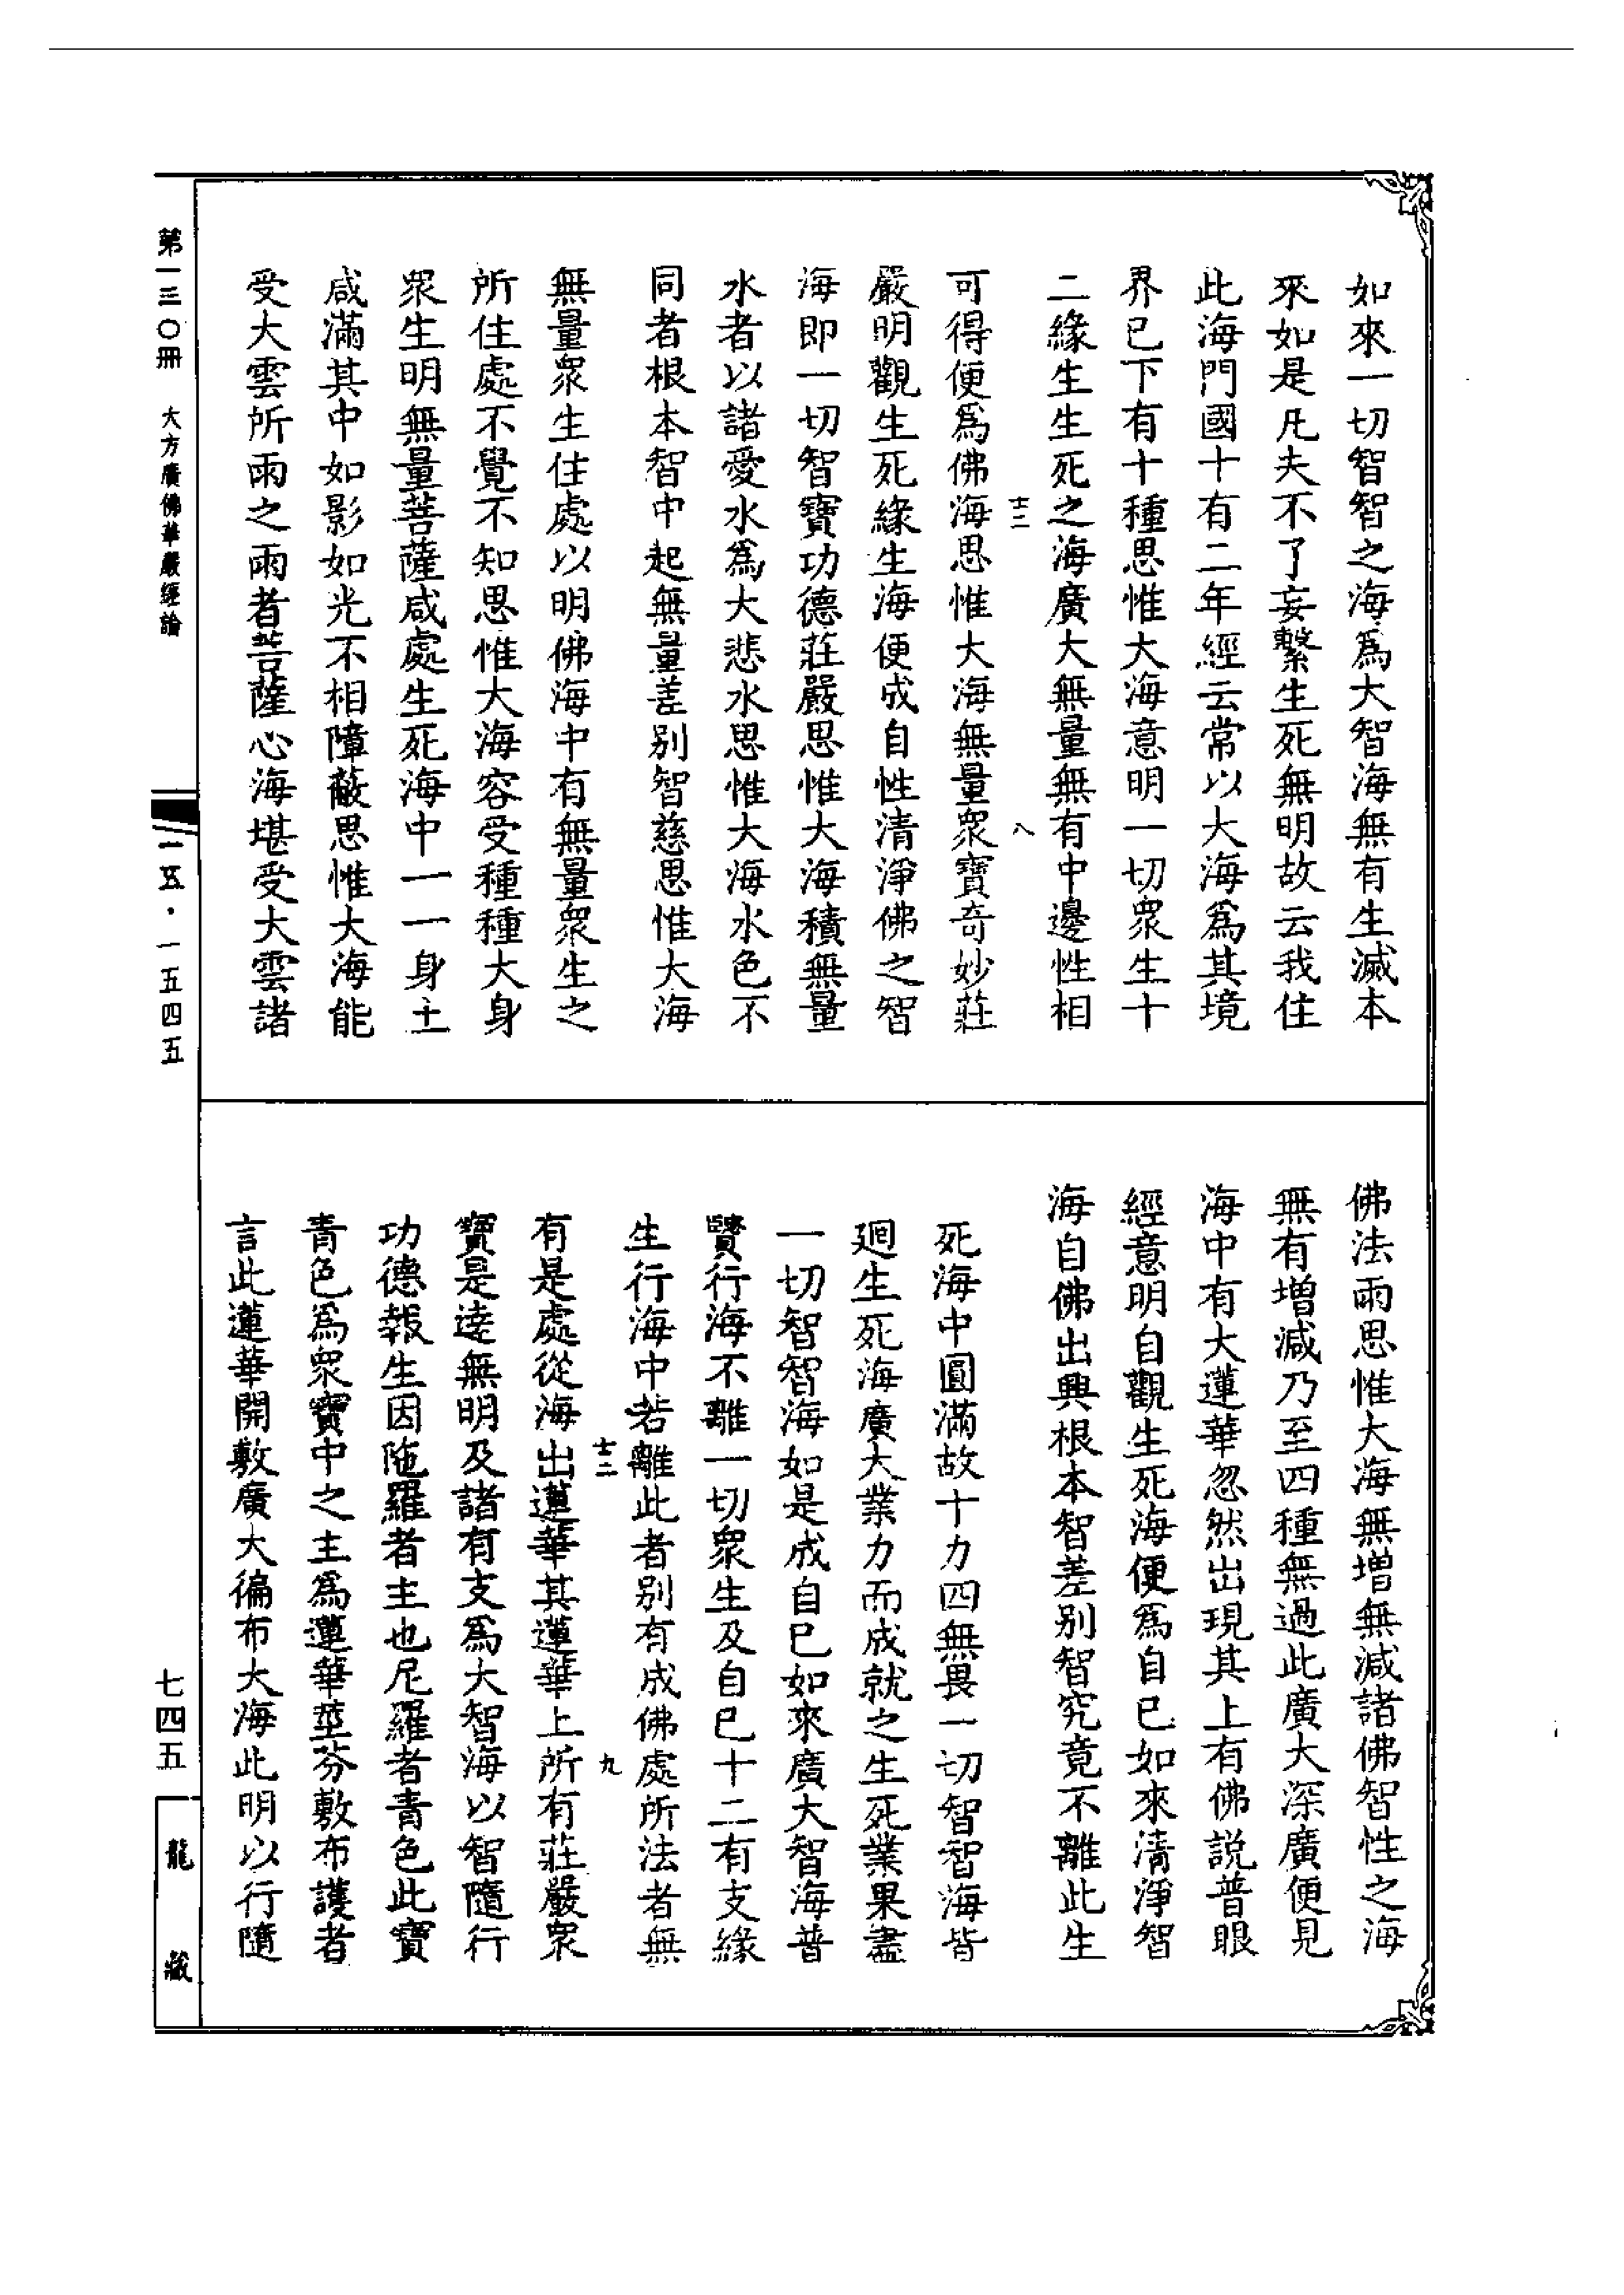 如來一切智智之海爲大智海無有生滅本
來如是凡夫不了妄繫生死無明故云我住
此海門國十有二年經云常以大海爲其境
界已下有十種思惟大海意明一切衆生十
二緣生生死之海廣大無量無有中邊性相
十二 八
可得便爲佛海思惟大海無量衆寶奇妙莊
嚴明觀生死緣生海便成自性清淨佛之智
海即一切智寶功德莊嚴思惟大海積無量
水者以諸愛水爲大悲水思惟大海水色不
同者根本智中起無量差别智慈思惟大海
無量衆生住處以明佛海中有無量衆生之
所住處不覺不知思惟大海容受種種大身
衆生明無量菩薩咸處生死海中一一身土
咸滿其中如影如光不相障蔽思惟大海能
受大雲所雨之雨者菩薩心海堪受大雲諸
佛法雨思惟大海無增無減諸佛智性之海
無有增減乃至四種無過此廣大深廣便見
海中有大蓮華忽然出現其上有佛説普眼
經意明自觀生死海便爲自已如來清淨智
海自佛出興根本智差别智究竟不離此生
死海中圓滿故十力四無畏一切智智海皆
廻生死海廣大業力而成就之生死業果盡
一切智智海如是成自已如來廣大智海普
賢行海不離一切衆生及自已十二有支緣
生行海中若離此者别有成佛處所法者無
十二 九
有是處從海出蓮華其蓮華上所有莊嚴衆
寶是達無明及諸有支爲大智海以智隨行
功德報生因陁羅者主也尼羅者青色此寶
青色爲衆寶中之主爲蓮華莖芬敷布護者
言此蓮華開敷廣大徧布大海此明以行隨
第一三〇冊 大方廣佛華嚴經論
一五·一五四五
七四五
龍藏